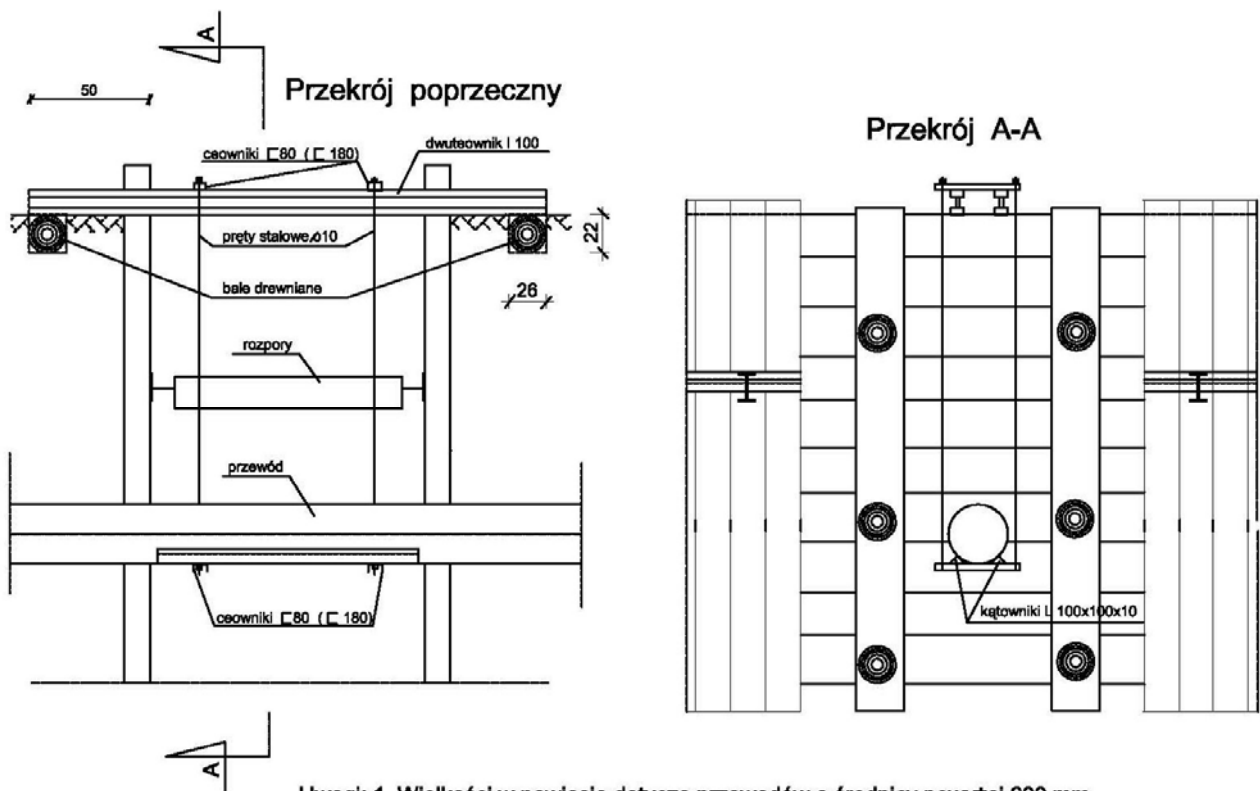 A
50
Przekrój poprzeczny
ceowniki ⊏80 (⊏ 180)
dwuteownik I 100
pręty stalowe ϕ10
22
bale drewniane
26
rozpory
przewód
ceowniki ⊏80 (⊏ 180)
A
Przekrój A-A
kątowniki L 100x100x10